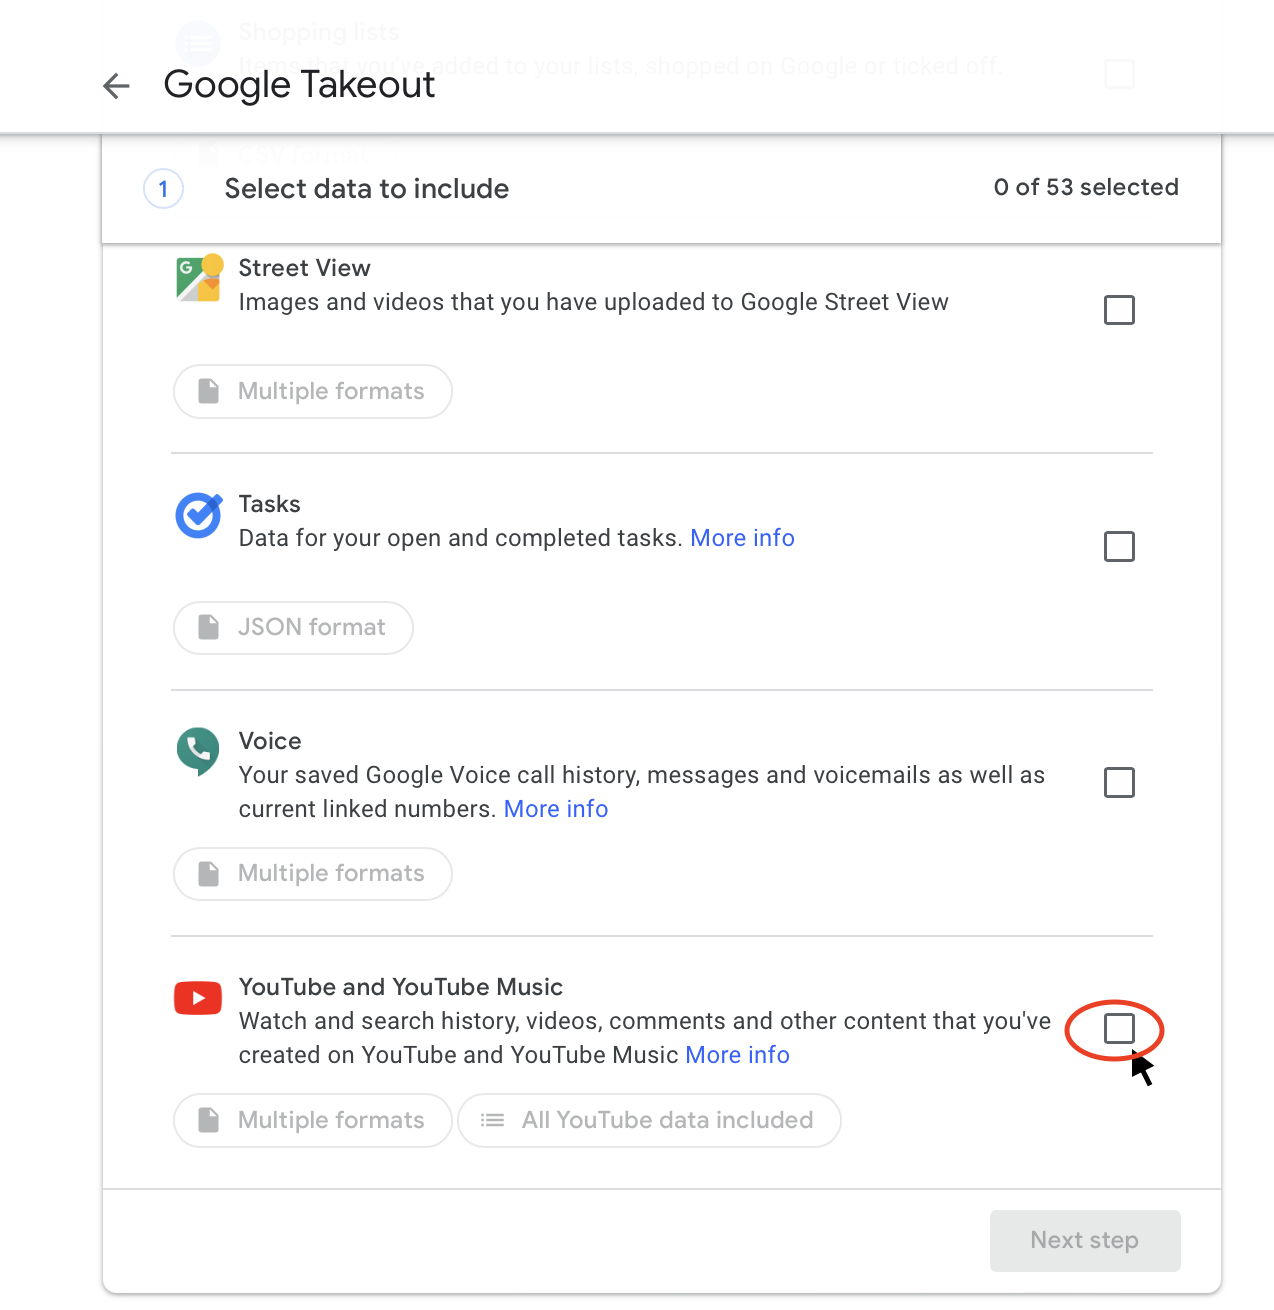 Shopping lists
Items that you've added to your lists, shopped on Google or ticked off.
Google Takeout
CSV format
1 Select data to include 0 of 53 selected
G
Street View
Images and videos that you have uploaded to Google Street View
Multiple formats
Tasks
Data for your open and completed tasks. More info
JSON format
Voice
Your saved Google Voice call history, messages and voicemails as well as
current linked numbers. More info
Multiple formats
YouTube and YouTube Music
Watch and search history, videos, comments and other content that you've
created on YouTube and YouTube Music More info
Multiple formats All YouTube data included
Next step